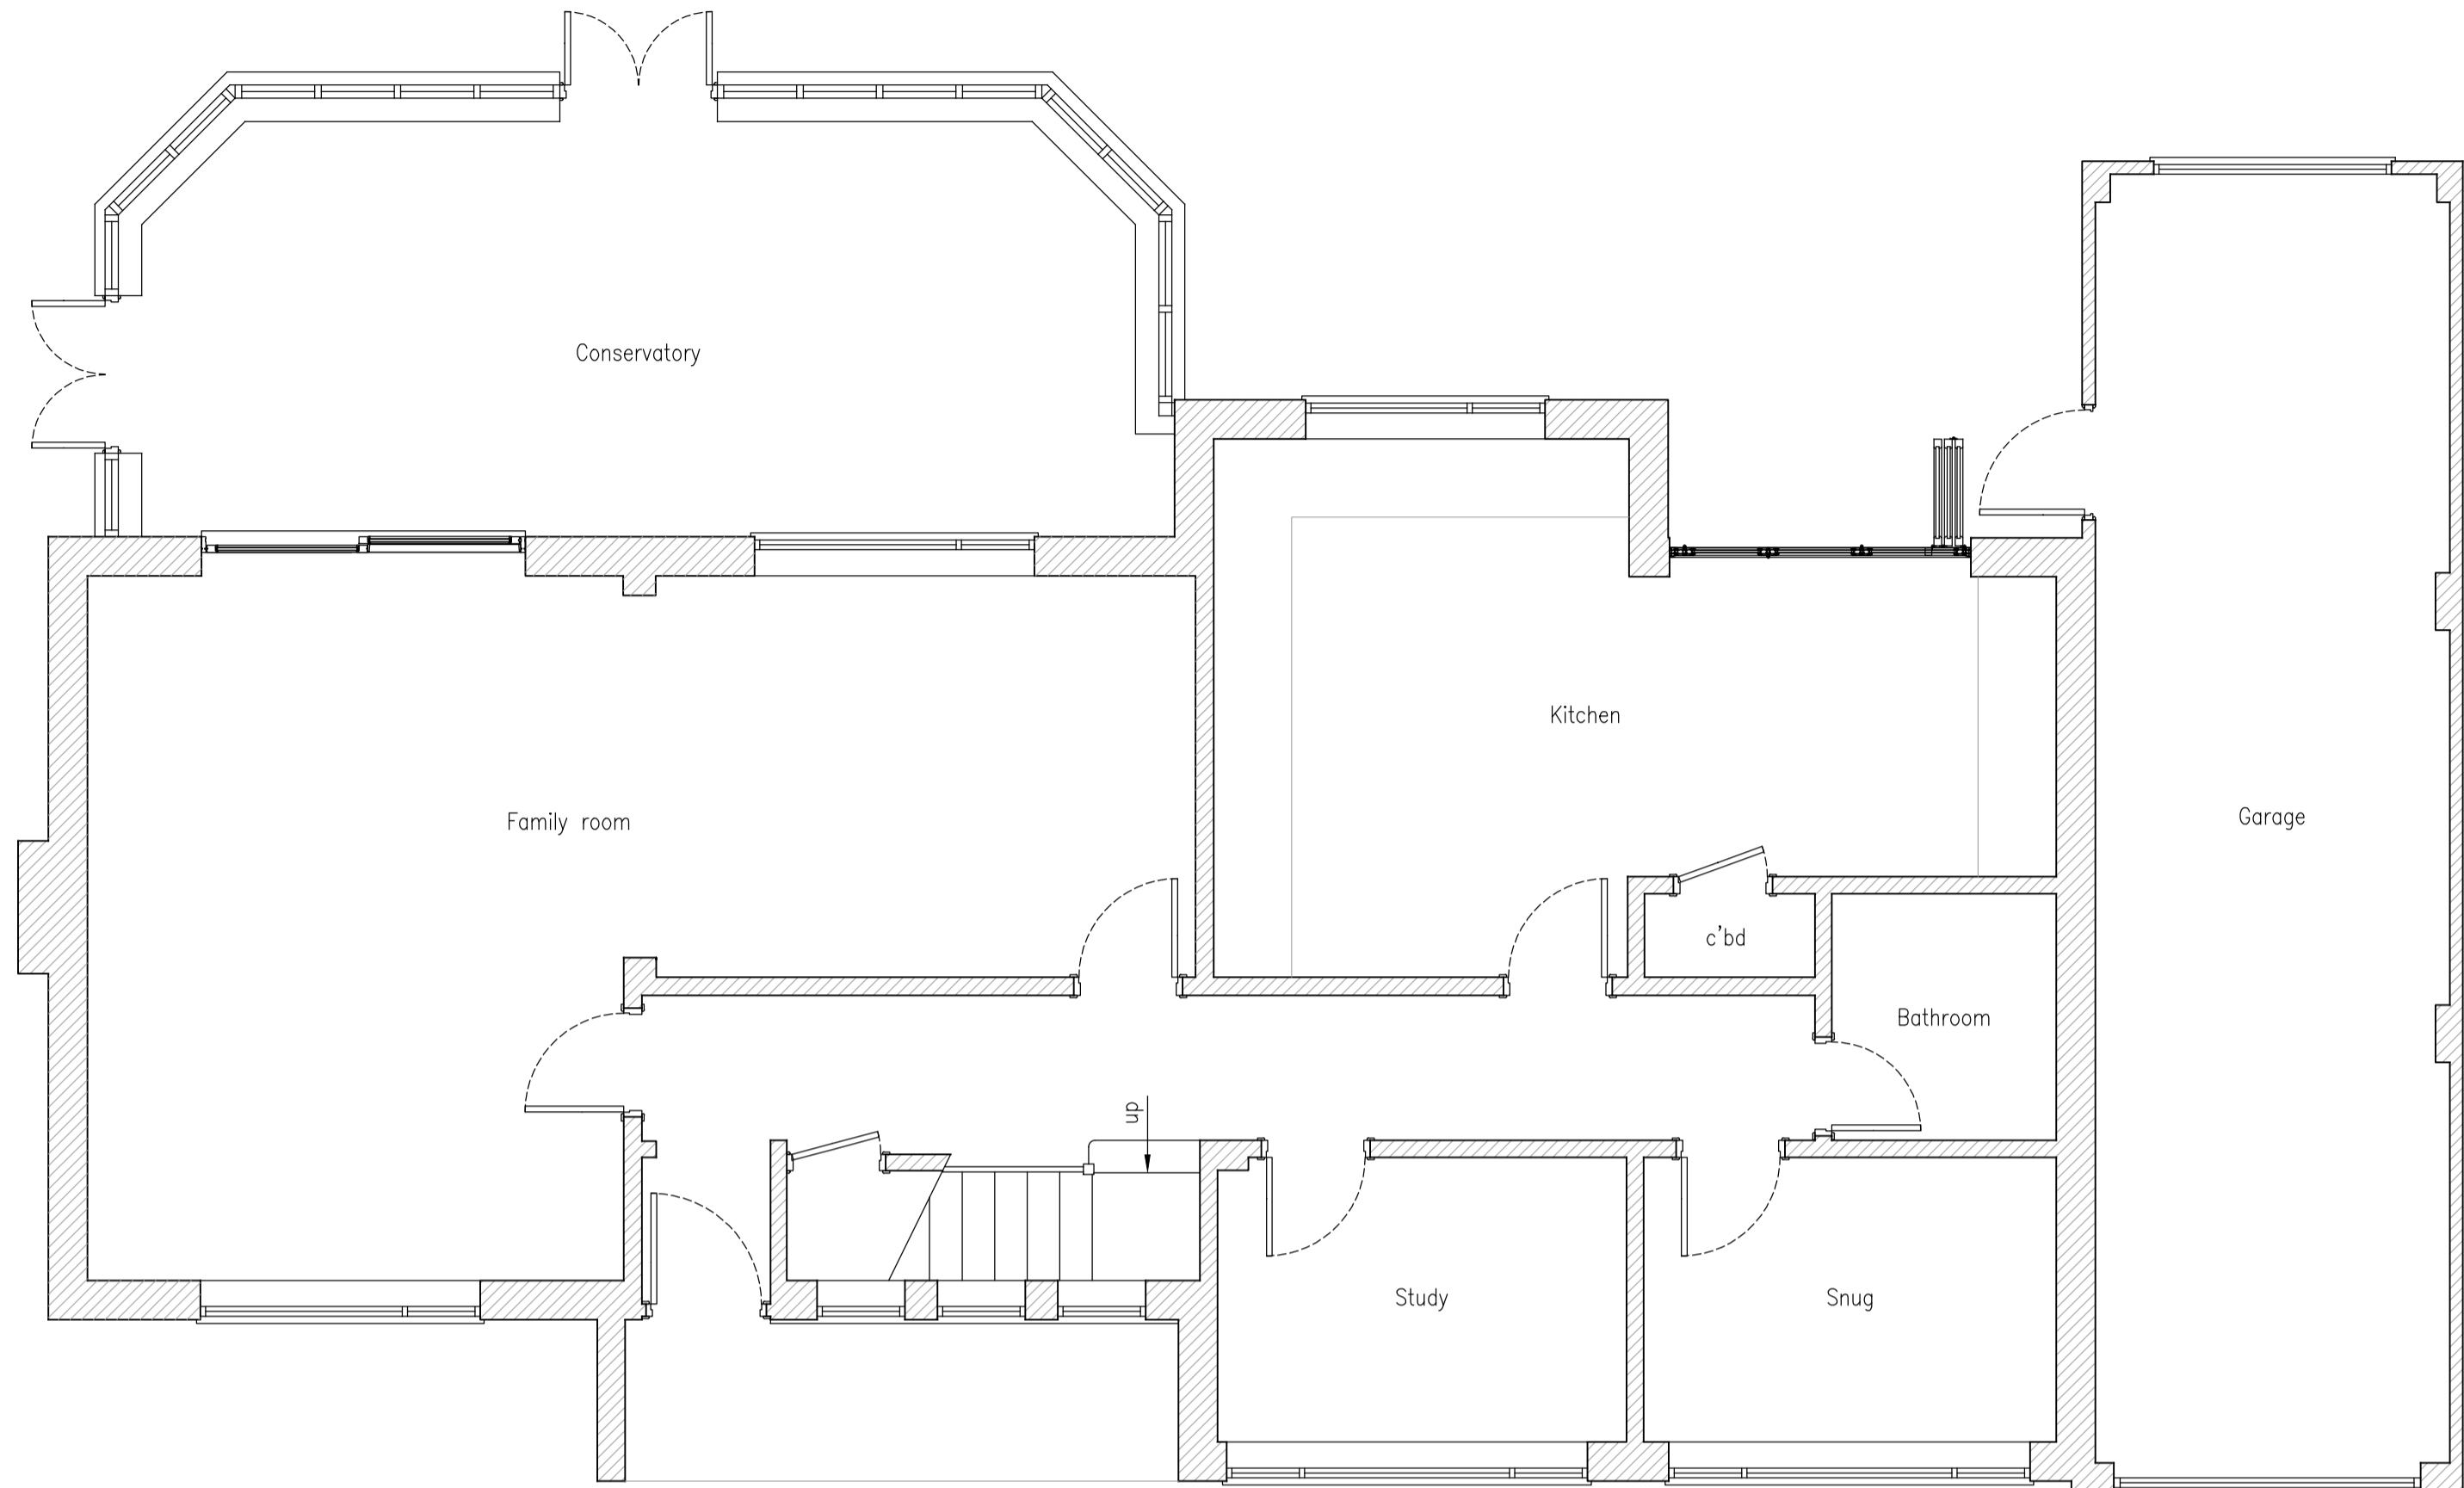 Conservatory
Kitchen
Family room
Garage
c'bd
Bathroom
up
Study
Snug